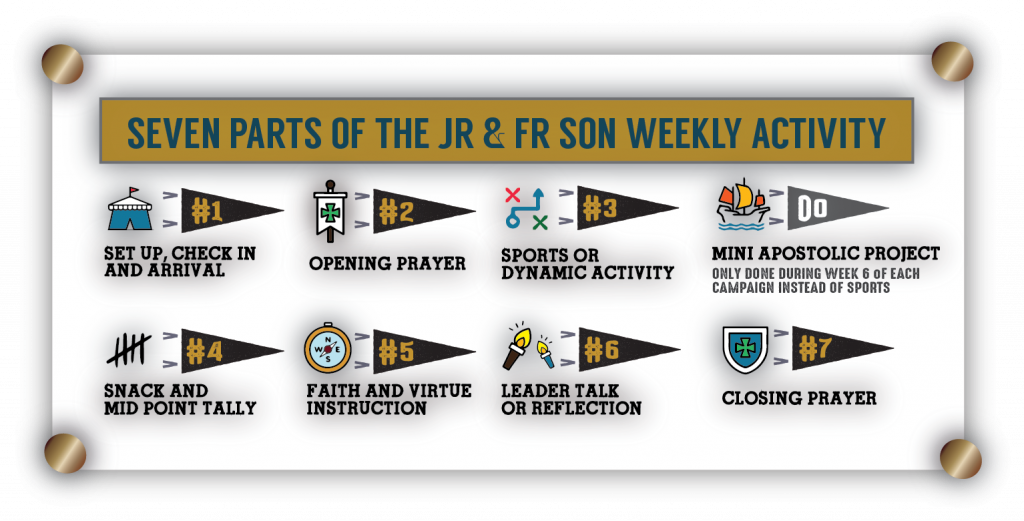 SEVEN PARTS OF THE JR & FR SON WEEKLY ACTIVITY
#1
SET UP, CHECK IN
AND ARRIVAL
#2
OPENING PRAYER
#3
SPORTS OR
DYNAMIC ACTIVITY
Do
MINI APOSTOLIC PROJECT
ONLY DONE DURING WEEK 6 OF EACH
CAMPAIGN INSTEAD OF SPORTS
#4
SNACK AND
MID POINT TALLY
N
W E
S
#5
FAITH AND VIRTUE
INSTRUCTION
#6
LEADER TALK
OR REFLECTION
#7
CLOSING PRAYER